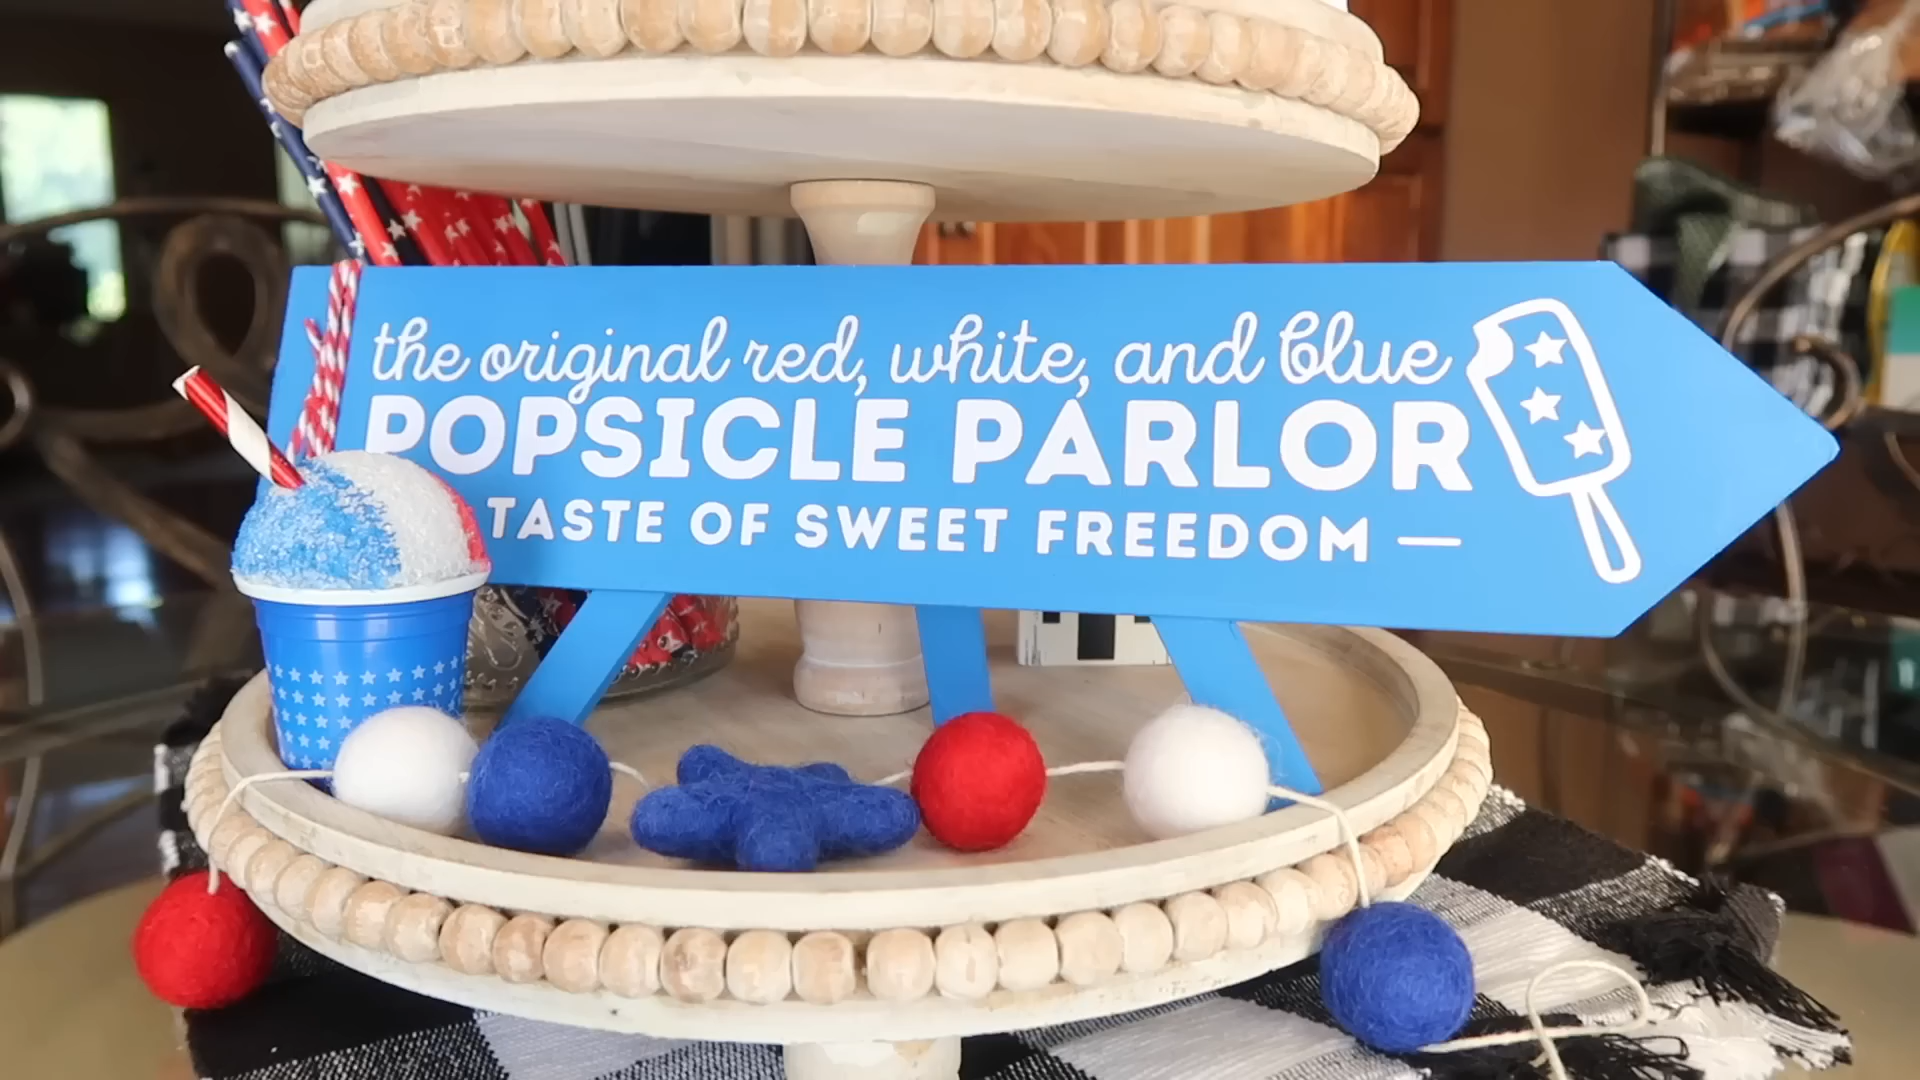 the original red, white, and blue
POPSICLE PARLOR
TASTE OF SWEET FREEDOM —